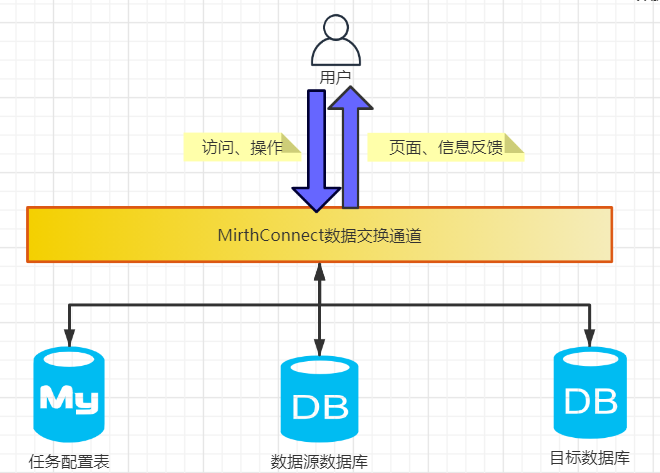 用户
访问、操作
页面、信息反馈
MirthConnect数据交换通道
My
DB
DB
任务配置表
数据源数据库
目标数据库